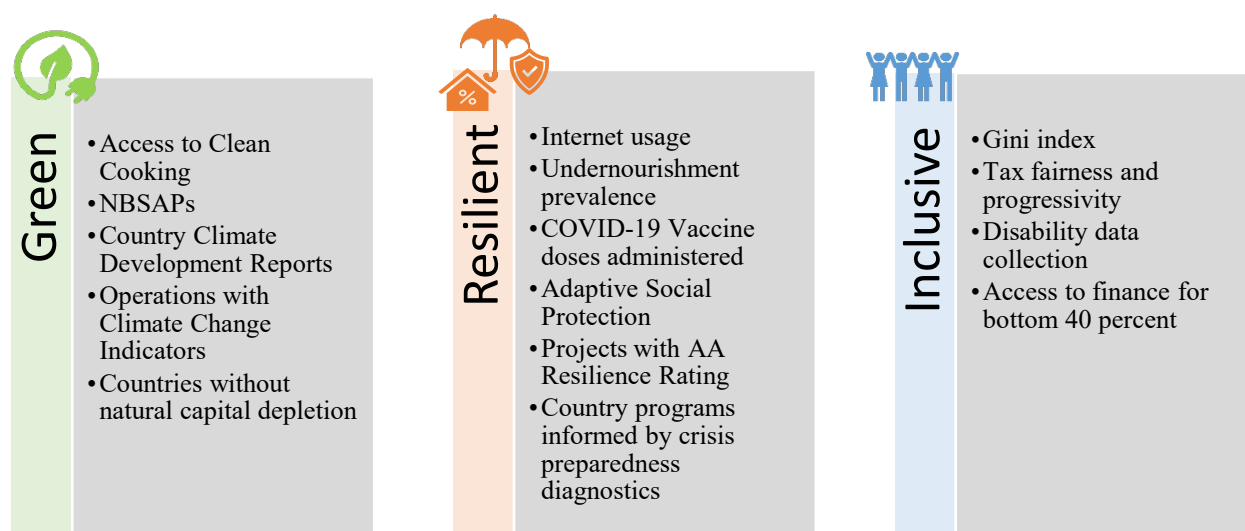 Green
•Access to Clean
Cooking
•NBSAPs
•Country Climate
Development Reports
•Operations with
Climate Change
Indicators
•Countries without
natural capital depletion
%
Resilient
•Internet usage
•Undernourishment
prevalence
•COVID-19 Vaccine
doses administered
•Adaptive Social
Protection
•Projects with AA
Resilience Rating
•Country programs
informed by crisis
preparedness
diagnostics
Inclusive
•Gini index
•Tax fairness and
progressivity
•Disability data
collection
•Access to finance for
bottom 40 percent